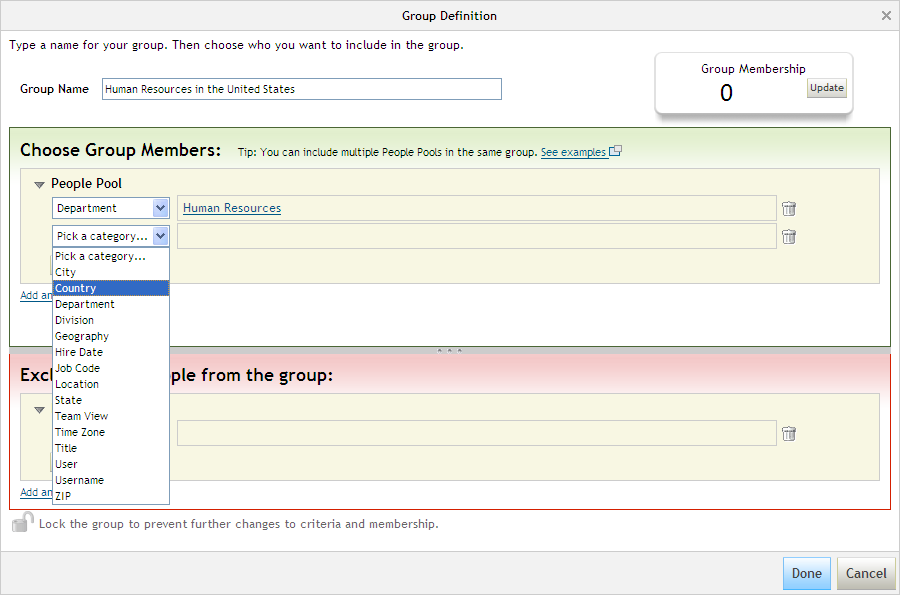 Group Definition
Type a name for your group. Then choose who you want to include in the group.
Group Name
Human Resources in the United States
Group Membership
0
Update
Choose Group Members:
Tip: You can include multiple People Pools in the same group. See examples
People Pool
Department
Human Resources
Pick a category...
Pick a category...
City
Country
Department
Division
Geography
Hire Date
Job Code
Location
State
Team View
Time Zone
Title
User
Username
ZIP
Add an
Excl
ple from the group:
Add an
Lock the group to prevent further changes to criteria and membership.
Done
Cancel